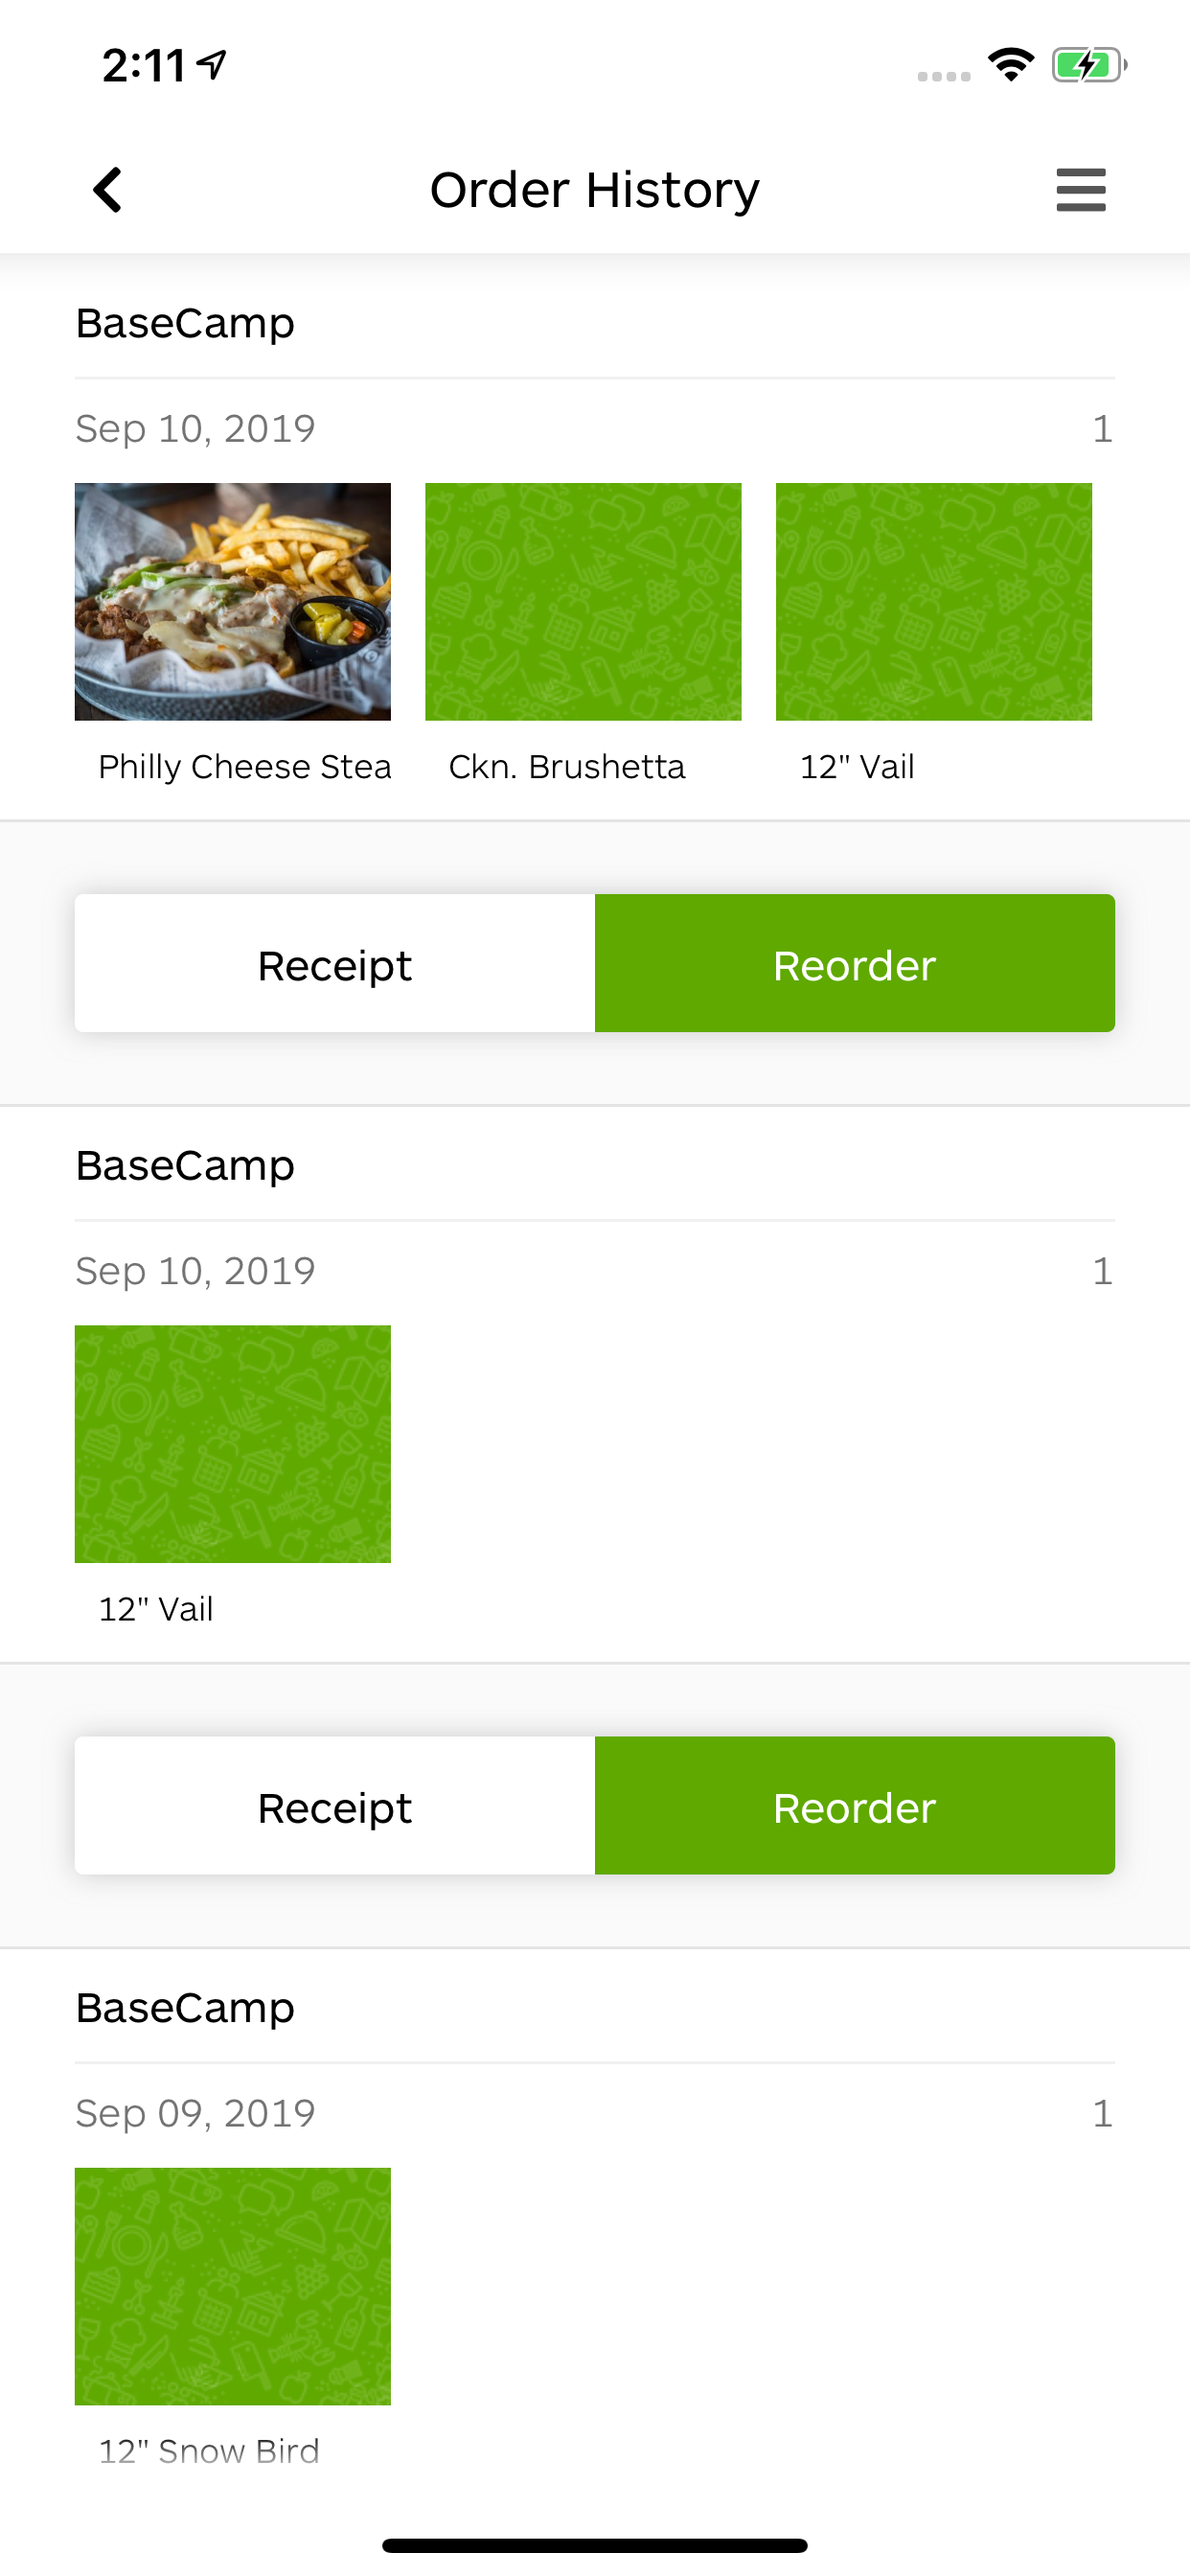 2:11
Order History
BaseCamp
Sep 10, 2019 1
Philly Cheese Stea Ckn. Brushetta 12" Vail
Receipt Reorder
BaseCamp
Sep 10, 2019 1
12" Vail
Receipt Reorder
BaseCamp
Sep 09, 2019 1
12" Snow Bird